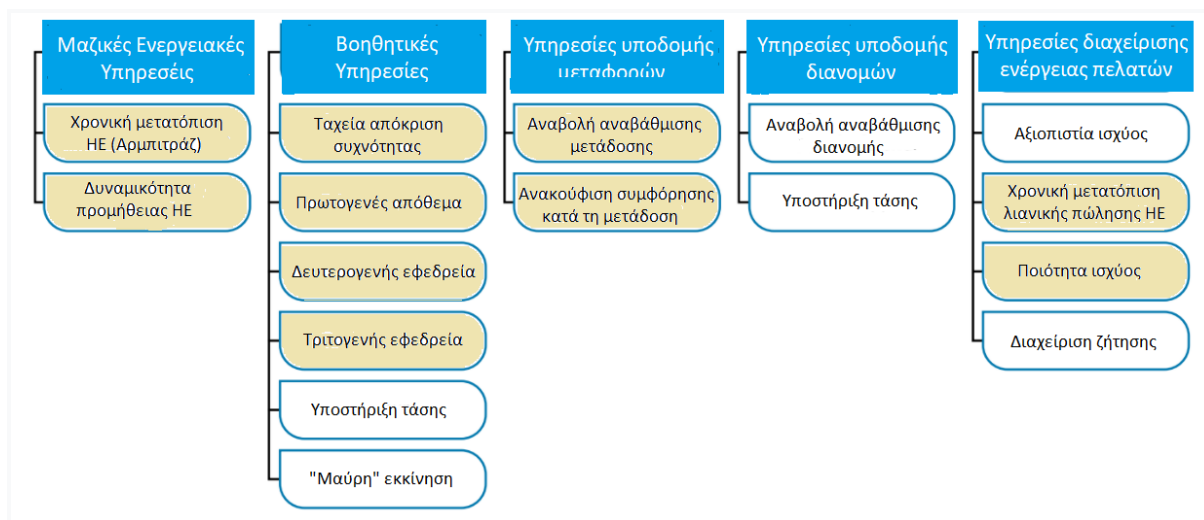 Μαζικές Ενεργειακές
Υπηρεσέις
Χρονική μετατόπιση
ΗΕ (Αρμπιτράζ)
Δυναμικότητα
προμήθειας ΗΕ
Βοηθητικές
Υπηρεσίες
Ταχεία απόκριση
συχνότητας
Πρωτογενές απόθεμα
Δευτερογενής εφεδρεία
Τριτογενής εφεδρεία
Υποστήριξη τάσης
"Μαύρη" εκκίνηση
Υπηρεσίες υποδομής
μεταφορών
Αναβολή αναβάθμισης
μετάδοσης
Ανακούφιση συμφόρησης
κατά τη μετάδοση
Υπηρεσίες υποδομής
διανομών
Αναβολή αναβάθμισης
διανομής
Υποστήριξη τάσης
Υπηρεσίες διαχείρισης
ενέργειας πελατών
Αξιοπιστία ισχύος
Χρονική μετατόπιση
λιανικής πώλησης ΗΕ
Ποιότητα ισχύος
Διαχείριση ζήτησης